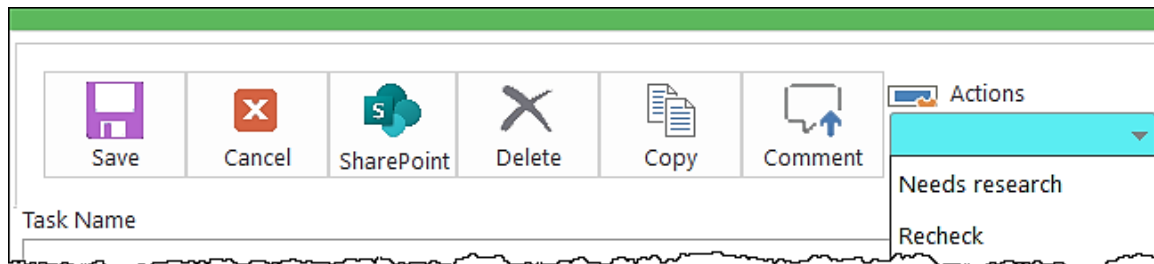 Actions
Save Cancel SharePoint Delete Copy Comment
Needs research
Task Name
Recheck